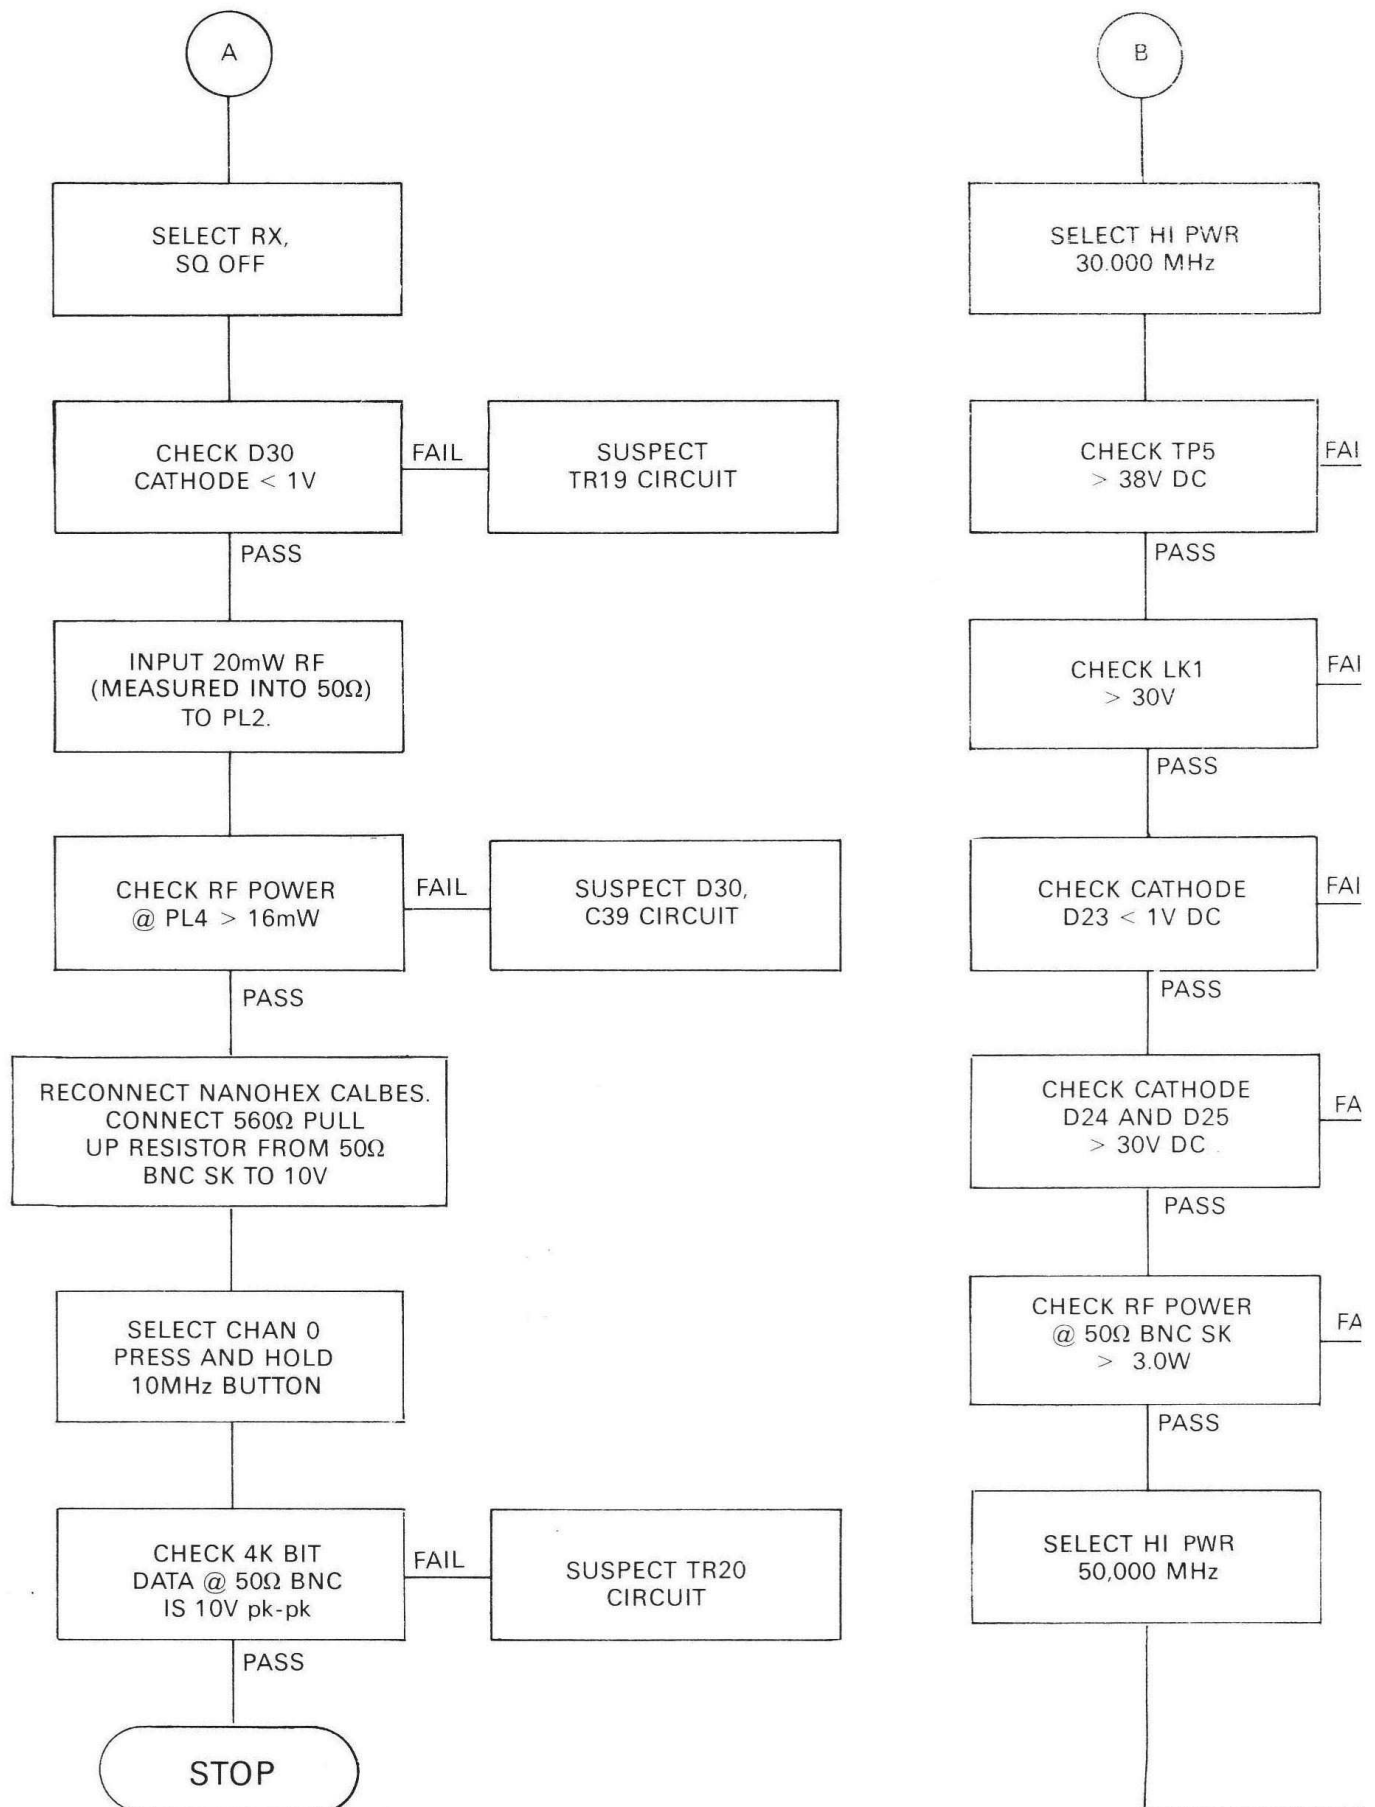 A
SELECT RX,
SQ OFF
CHECK D30
CATHODE < 1V
FAIL
SUSPECT
TR19 CIRCUIT
PASS
INPUT 20mW RF
(MEASURED INTO 50Ω)
TO PL2.
CHECK RF POWER
@ PL4 > 16mW
FAIL
SUSPECT D30,
C39 CIRCUIT
PASS
RECONNECT NANOHEX CALBES.
CONNECT 560Ω PULL
UP RESISTOR FROM 50Ω
BNC SK TO 10V
SELECT CHAN 0
PRESS AND HOLD
10MHz BUTTON
CHECK 4K BIT
DATA @ 50Ω BNC
IS 10V pk-pk
FAIL
SUSPECT TR20
CIRCUIT
PASS
STOP
B
SELECT HI PWR
30.000 MHz
CHECK TP5
> 38V DC
FAI
PASS
CHECK LK1
> 30V
FAI
PASS
CHECK CATHODE
D23 < 1V DC
FAI
PASS
CHECK CATHODE
D24 AND D25
> 30V DC
FA
PASS
CHECK RF POWER
@ 50Ω BNC SK
> 3.0W
FA
PASS
SELECT HI PWR
50,000 MHz